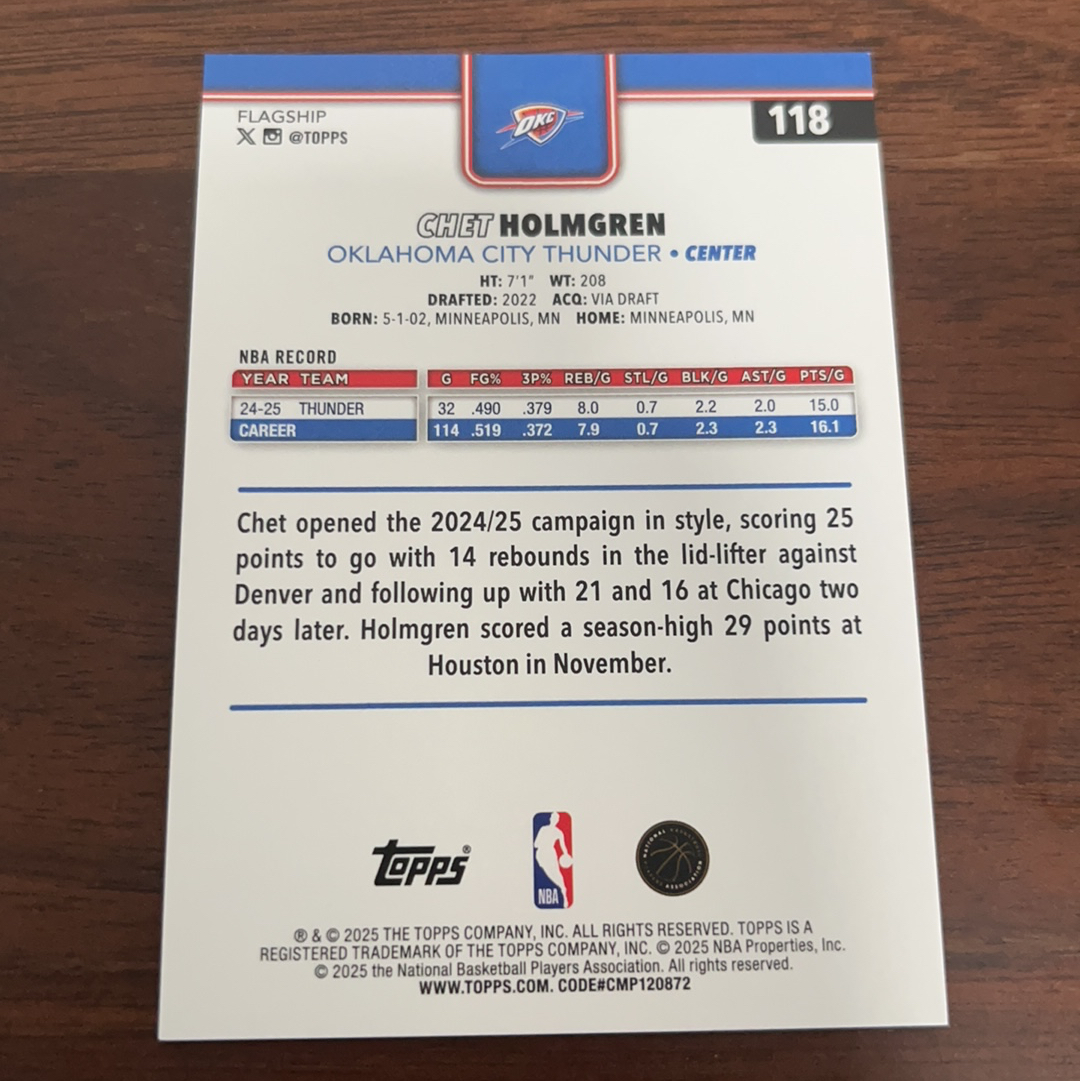 FLAGSHIP
@TOPPS
OKC
118
CHET HOLMGREN
OKLAHOMA CITY THUNDER • CENTER
HT: 7'1" WT: 208
DRAFTED: 2022 ACQ: VIA DRAFT
BORN: 5-1-02, MINNEAPOLIS, MN HOME: MINNEAPOLIS, MN
NBA RECORD
YEAR TEAM G FG% 3P% REB/G STL/G BLK/G AST/G PTS/G
24-25 THUNDER 32 .490 .379 8.0 0.7 2.2 2.0 15.0
CAREER 114 .519 .372 7.9 0.7 2.3 2.3 16.1
Chet opened the 2024/25 campaign in style, scoring 25
points to go with 14 rebounds in the lid-lifter against
Denver and following up with 21 and 16 at Chicago two
days later. Holmgren scored a season-high 29 points at
Houston in November.
topps®
NBA
NATIONAL ASSOCIATION
® & © 2025 THE TOPPS COMPANY, INC. ALL RIGHTS RESERVED. TOPPS IS A
REGISTERED TRADEMARK OF THE TOPPS COMPANY, INC. © 2025 NBA Properties, Inc.
© 2025 the National Basketball Players Association. All rights reserved.
WWW.TOPPS.COM. CODE#CMP120872